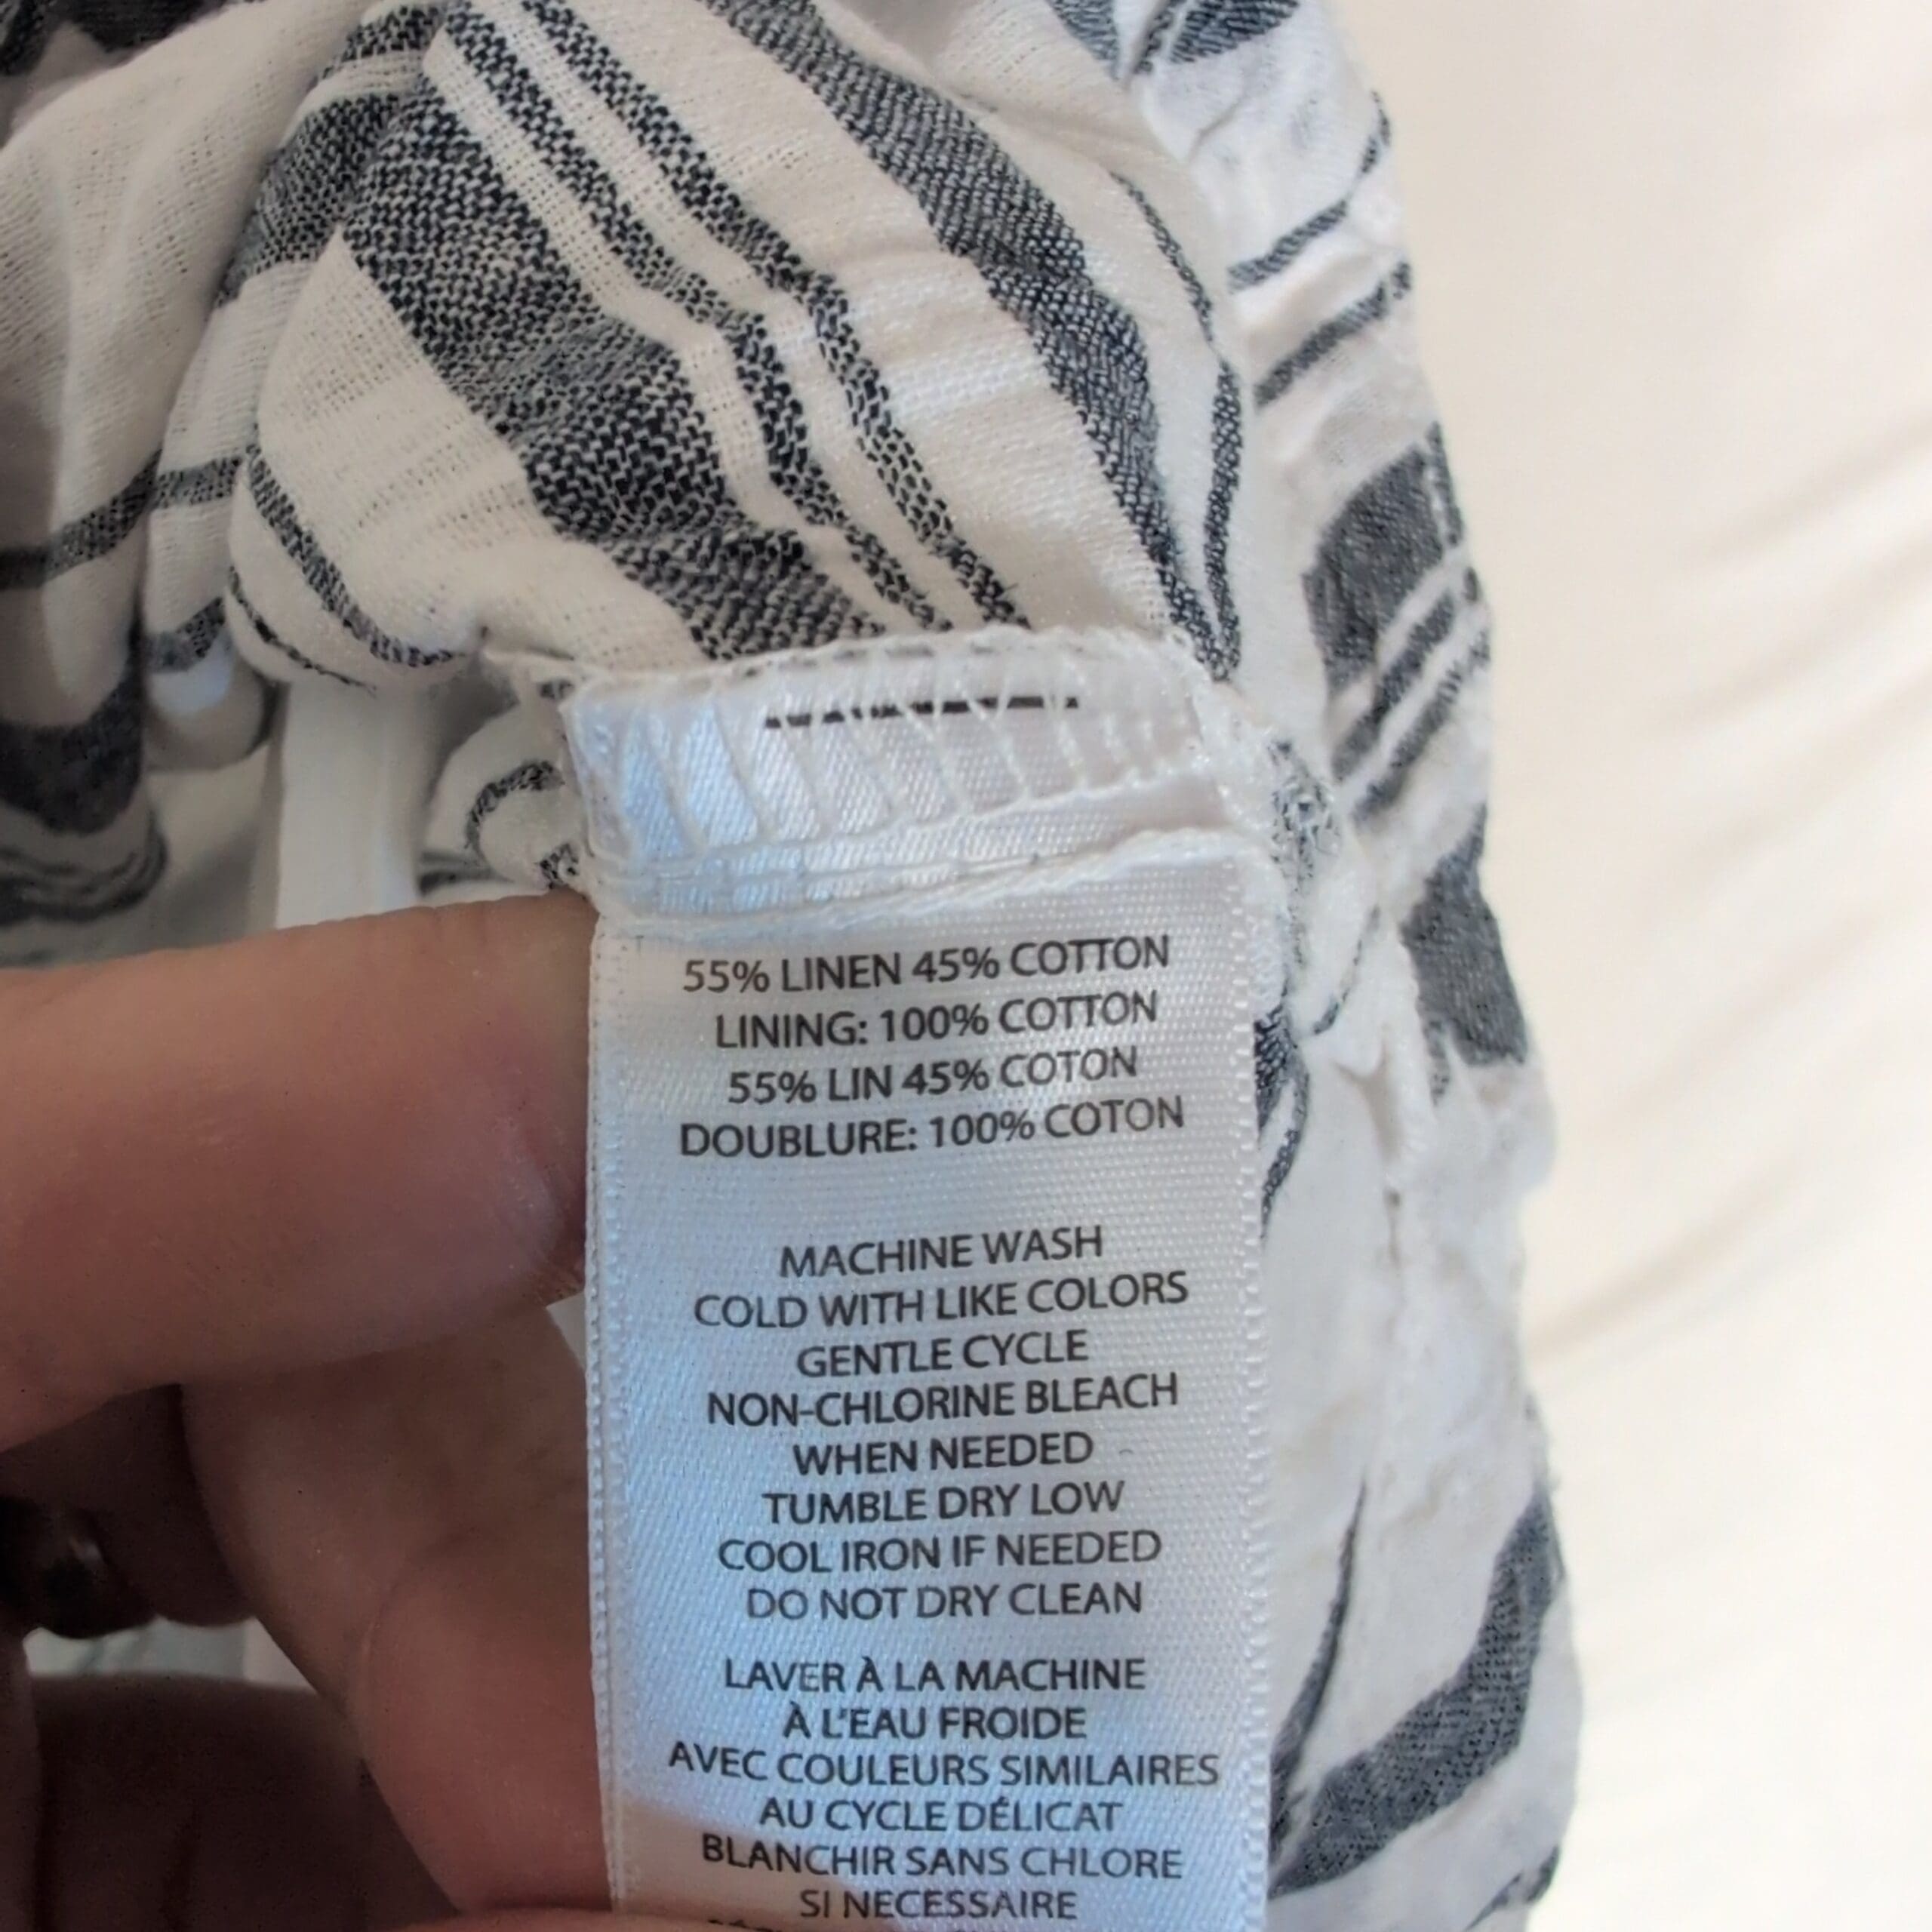 55% LINEN 45% COTTON
LINING: 100% COTTON
55% LIN 45% COTON
DOUBLURE: 100% COTON
MACHINE WASH
COLD WITH LIKE COLORS
GENTLE CYCLE
NON-CHLORINE BLEACH
WHEN NEEDED
TUMBLE DRY LOW
COOL IRON IF NEEDED
DO NOT DRY CLEAN
LAVER À LA MACHINE
À L'EAU FROIDE
AVEC COULEURS SIMILAIRES
AU CYCLE DÉLICAT
BLANCHIR SANS CHLORE
SI NECESSAIRE